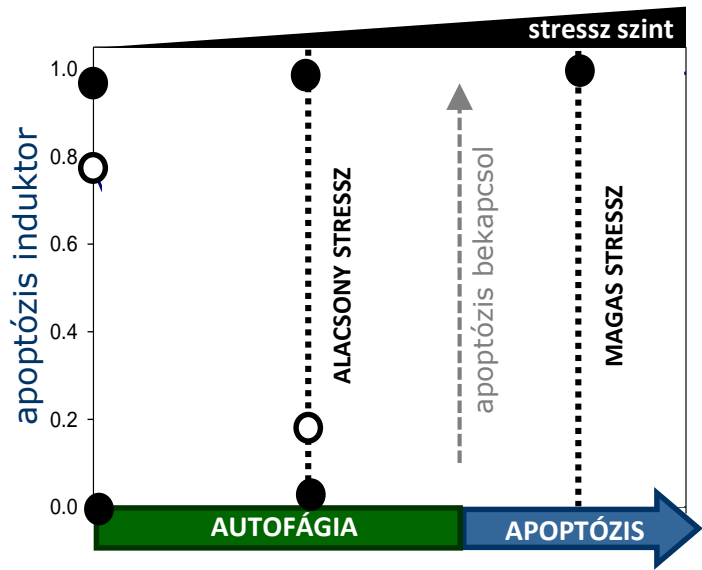 stressz szint
1.0
0.8
0.6
0.4
0.2
0.0
apoptózis induktor
ALACSONY STRESSZ
apoptózis bekapcsol
MAGAS STRESSZ
AUTOFÁGIA
APOPTÓZIS